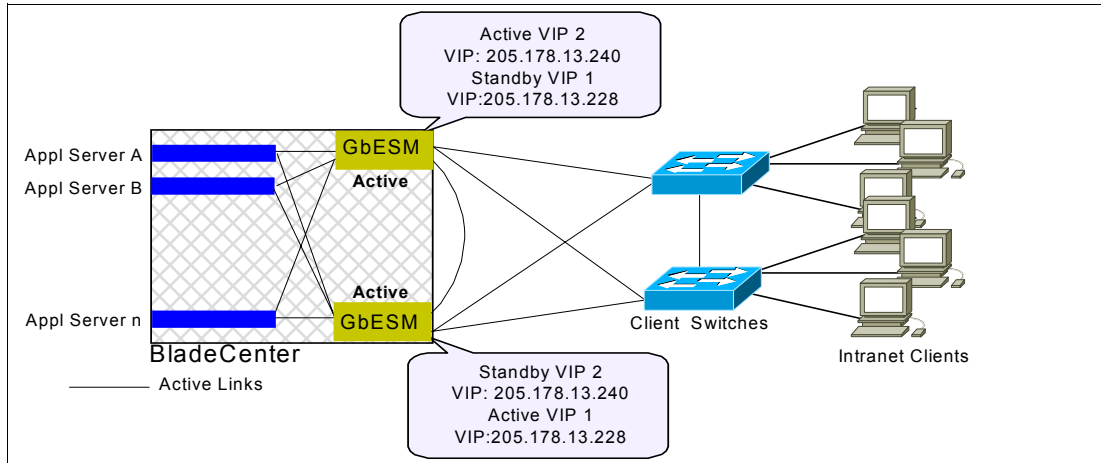 Active VIP 2
VIP: 205.178.13.240
Standby VIP 1
VIP:205.178.13.228
Appl Server A
GbESM
Appl Server B
Active
Active
Appl Server n
GbESM
Client Switches
BladeCenter
Intranet Clients
Active Links
Standby VIP 2
VIP: 205.178.13.240
Active VIP 1
VIP:205.178.13.228